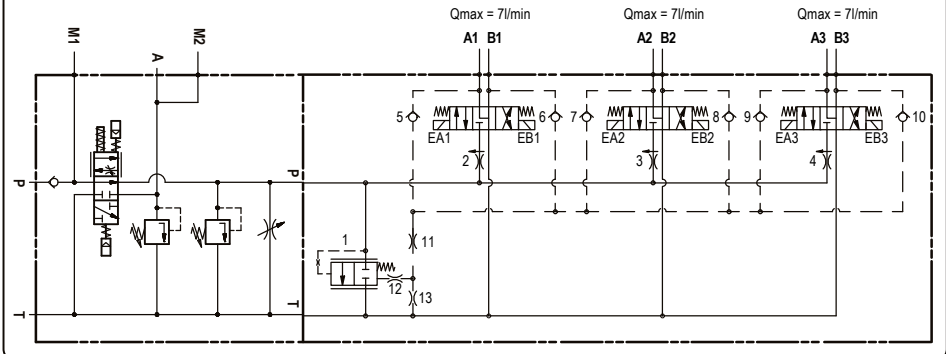 Qmax = 7l/min Qmax = 7l/min Qmax = 7l/min
A1 B1 A2 B2 A3 B3
M1 A M2
5 6 7 8 9 10
EA1 EB1 EA2 EB2 EA3 EB3
2 3 4
P P
1 11
12
13
T T